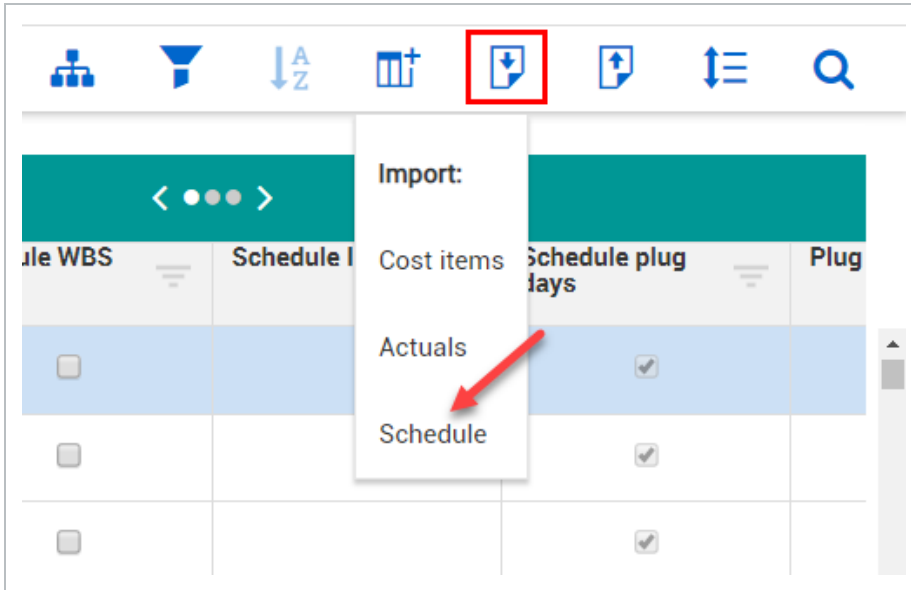 A
Z
Import:
ule WBS
Schedule I
Cost items
Schedule plug
days
Plug
Actuals
Schedule